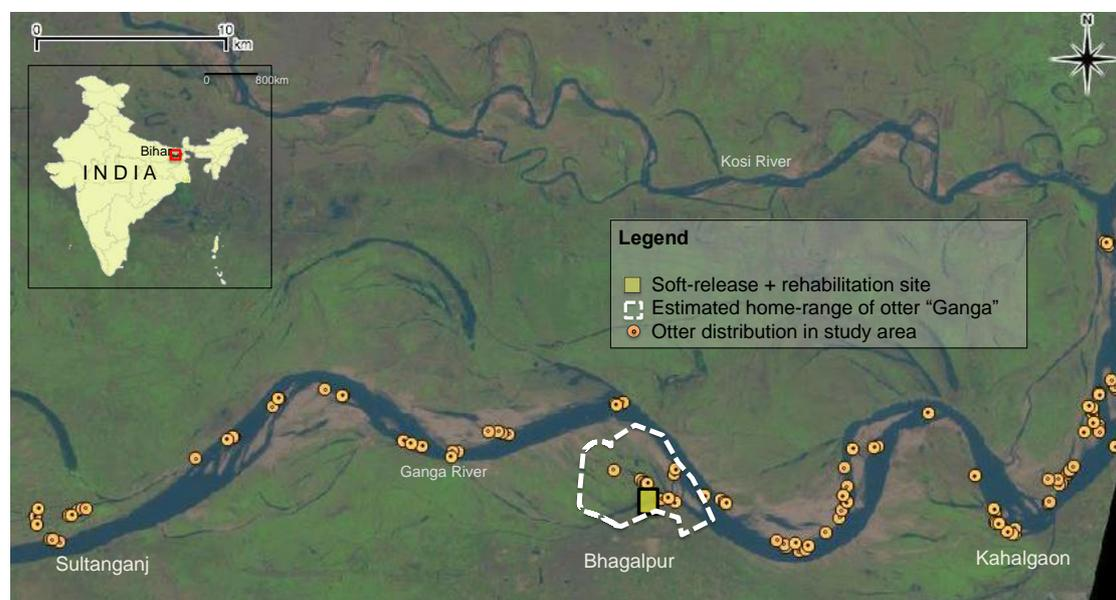 0 10
km
N
0 800km
Bihar
INDIA
Kosi River
Legend
Soft-release + rehabilitation site
Estimated home-range of otter “Ganga”
Otter distribution in study area
Ganga River
Sultanganj
Bhagalpur
Kahalgaon